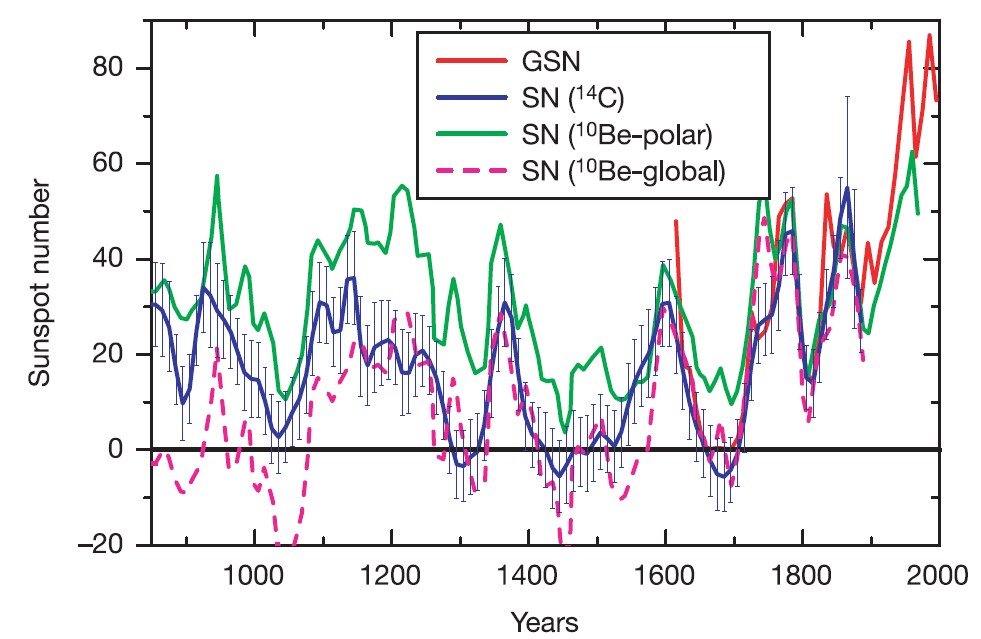 GSN
SN (¹⁴C)
SN (¹⁰Be–polar)
SN (¹⁰Be–global)
80
60
40
20
0
–20
Sunspot number
1000 1200 1400 1600 1800 2000
Years